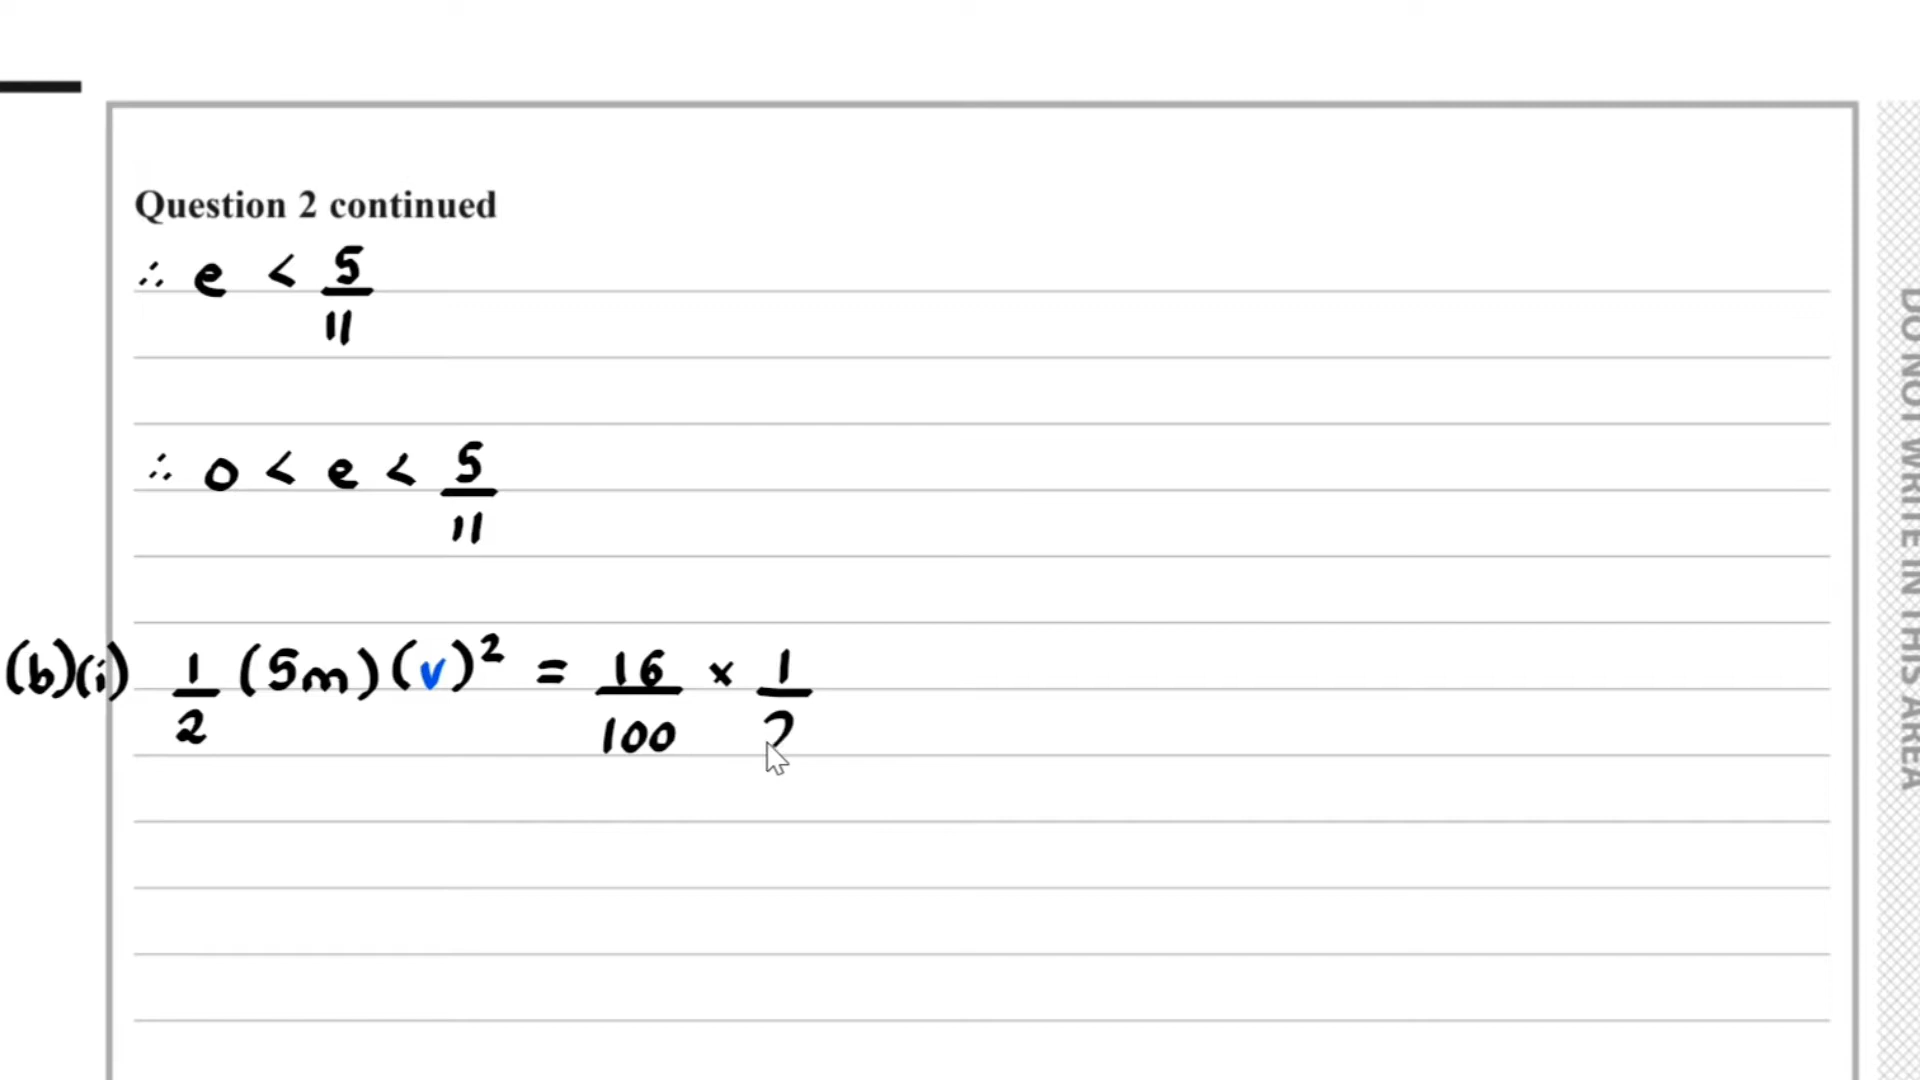 Question 2 continued
∴ e < 5/11
∴ 0 < e < 5/11
(b)(i) 1/2 (5m)(v)² = 16/100 × 1/2
DO NOT WRITE IN THIS AREA